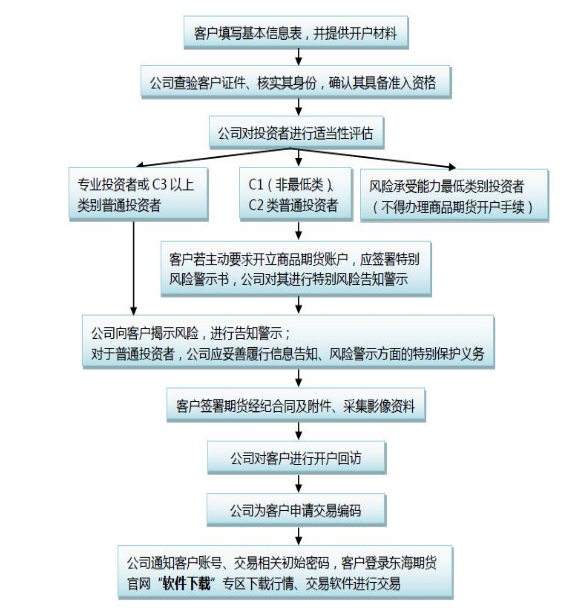 客户填写基本信息表，并提供开户材料
公司查验客户证件、核实其身份，确认其具备准入资格
公司对投资者进行适当性评估
专业投资者或 C3 以上
类别普通投资者
C1（非最低类）、
C2 类普通投资者
风险承受能力最低类别投资者
（不得办理商品期货开户手续）
客户若主动要求开立商品期货账户，应签署特别
风险警示书，公司对其进行特别风险告知警示
公司向客户揭示风险，进行告知警示；
对于普通投资者，公司应妥善履行信息告知、风险警示方面的特别保护义务
客户签署期货经纪合同及附件、采集影像资料
公司对客户进行开户回访
公司为客户申请交易编码
公司通知客户账号、交易相关初始密码，客户登录东海期货
官网“软件下载”专区下载行情、交易软件进行交易